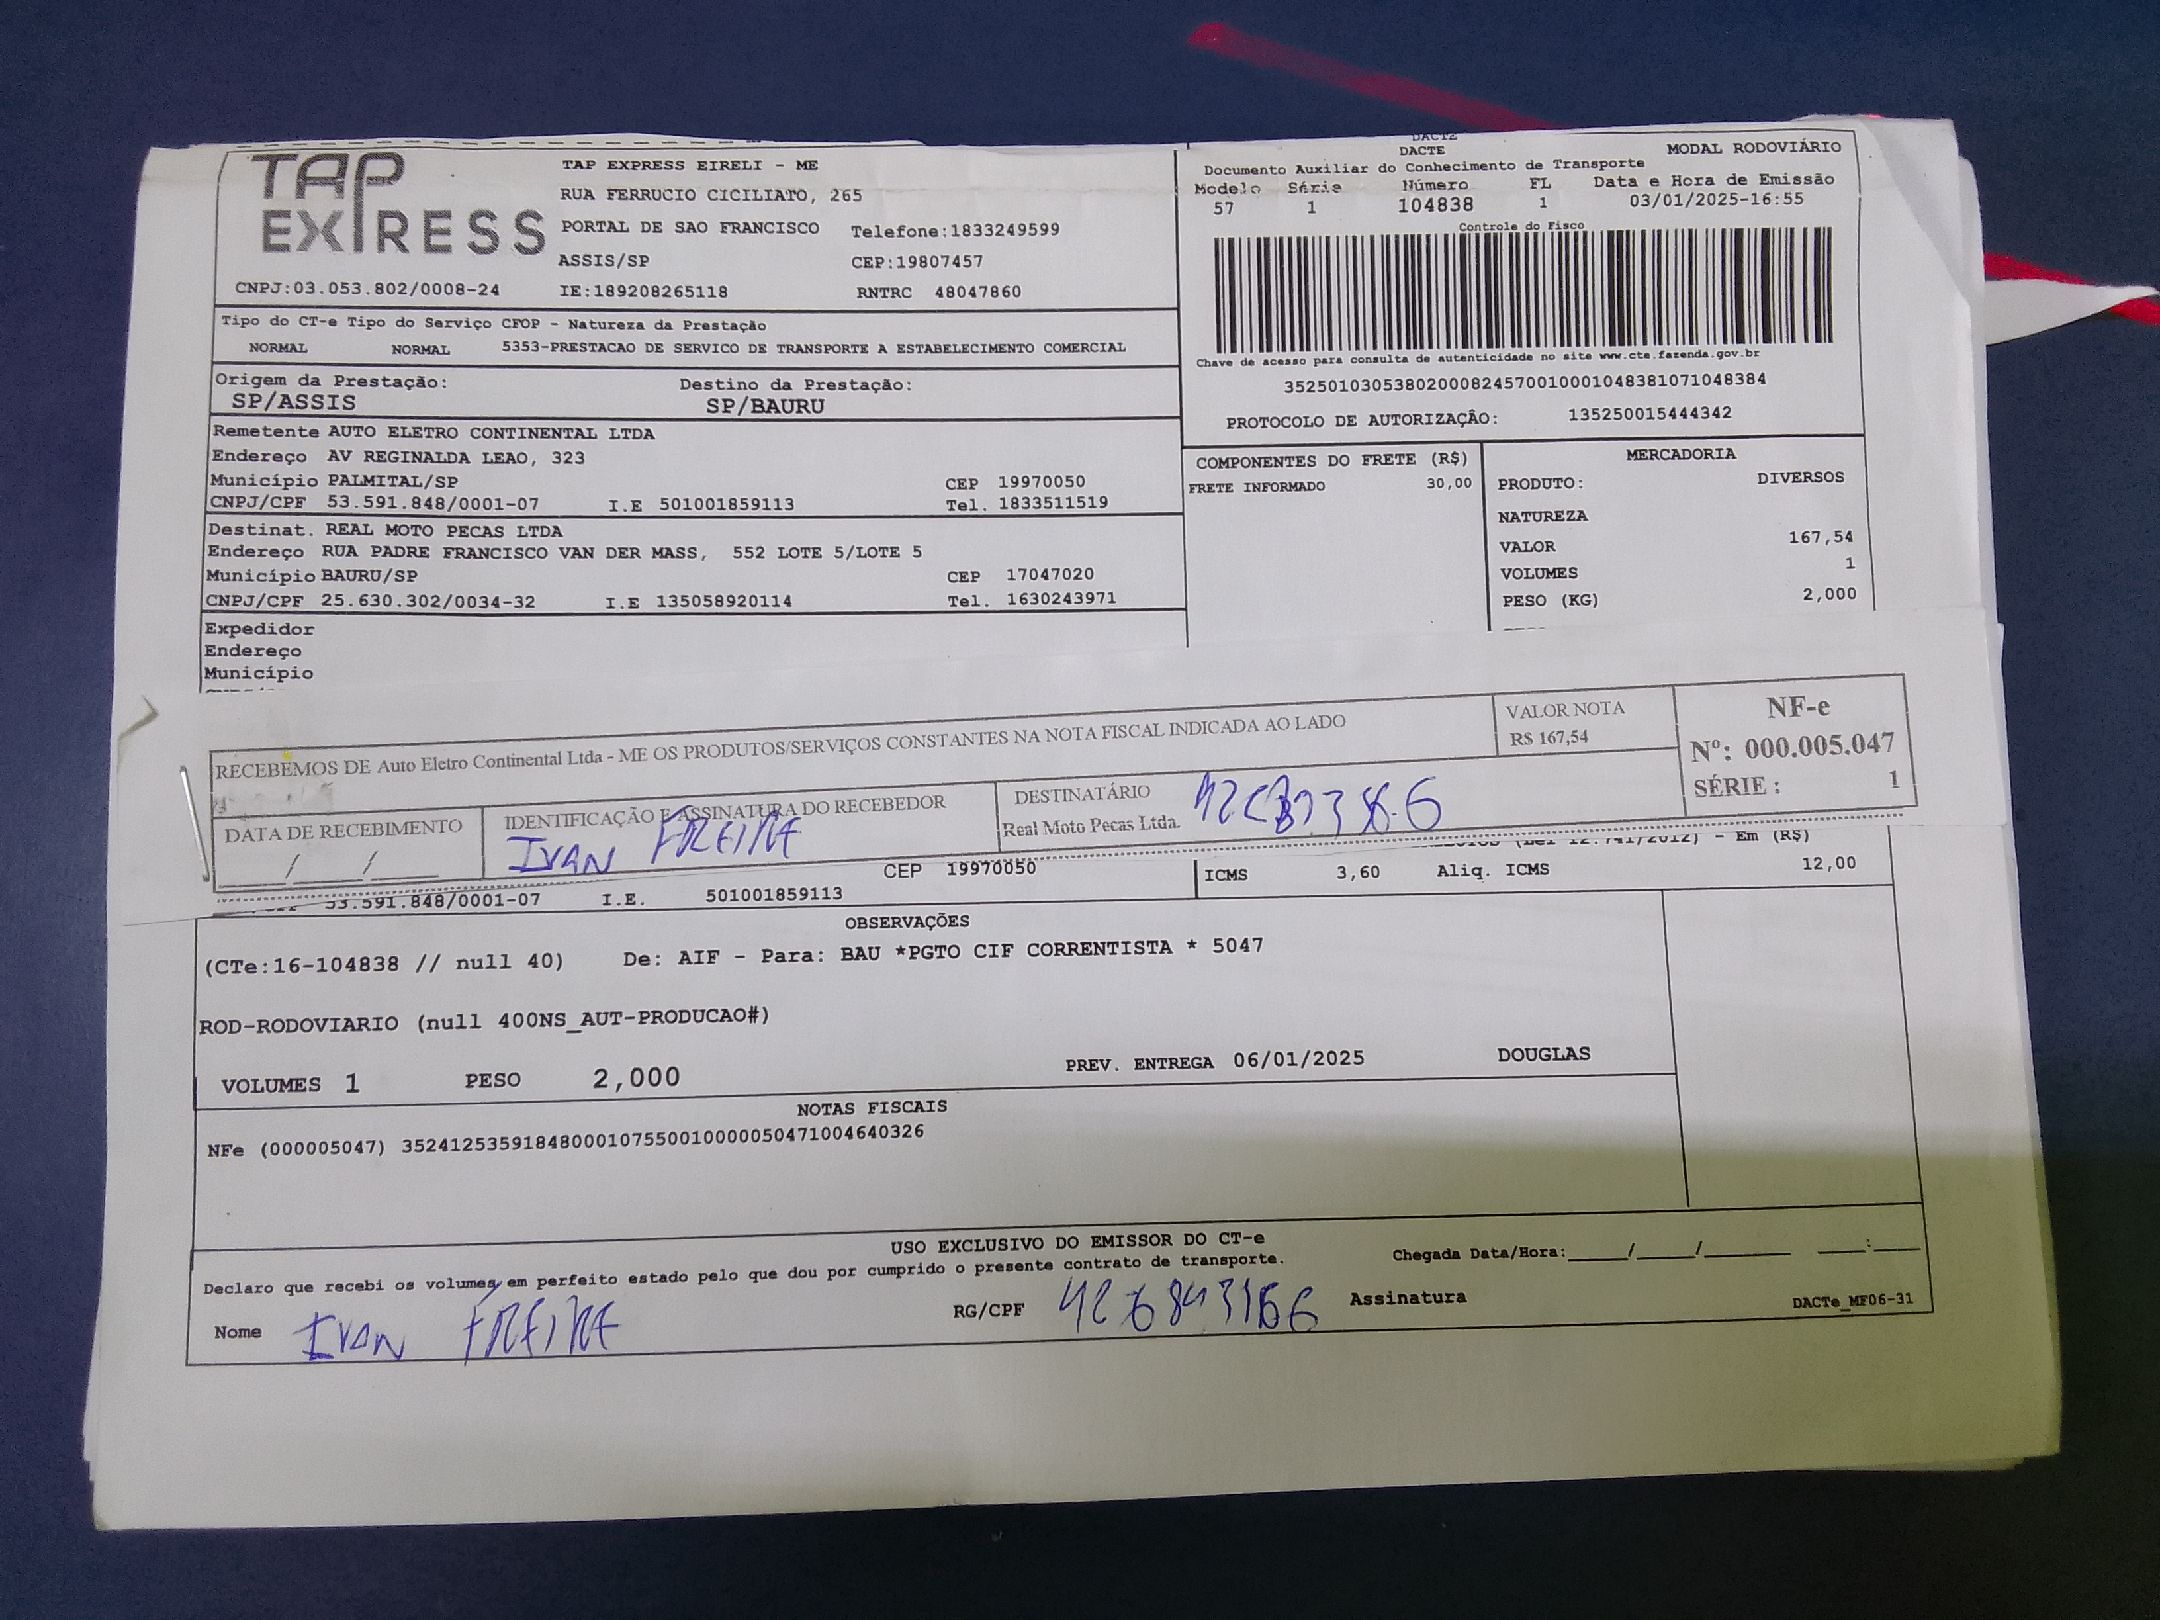 TAP
EXPRESS
TAP EXPRESS EIRELI - ME
RUA FERRUCIO CICILIATO, 265
PORTAL DE SAO FRANCISCO Telefone:1833249599
ASSIS/SP CEP:19807457
CNPJ:03.053.802/0008-24 IE:189208265118 RNTRC 48047860
DACTE
DACTE MODAL RODOVIÁRIO
Documento Auxiliar do Conhecimento de Transporte
Modelo Série Número FL Data e Hora de Emissão
57 1 104838 1 03/01/2025-16:55
Controle do Fisco
Chave de acesso para consulta de autenticidade no site www.cte.fazenda.gov.br
35250103053802000824570010001048381071048384
PROTOCOLO DE AUTORIZAÇÃO: 135250015444342
Tipo do CT-e Tipo do Serviço CFOP - Natureza da Prestação
NORMAL NORMAL 5353-PRESTACAO DE SERVICO DE TRANSPORTE A ESTABELECIMENTO COMERCIAL
Origem da Prestação: Destino da Prestação:
SP/ASSIS SP/BAURU
Remetente AUTO ELETRO CONTINENTAL LTDA
Endereço AV REGINALDA LEAO, 323
Município PALMITAL/SP CEP 19970050
CNPJ/CPF 53.591.848/0001-07 I.E 501001859113 Tel. 1833511519
Destinat. REAL MOTO PECAS LTDA
Endereço RUA PADRE FRANCISCO VAN DER MASS, 552 LOTE 5/LOTE 5
Município BAURU/SP CEP 17047020
CNPJ/CPF 25.630.302/0034-32 I.E 135058920114 Tel. 1630243971
Expedidor
Endereço
Município
COMPONENTES DO FRETE (R$)
FRETE INFORMADO 30,00
MERCADORIA
PRODUTO: DIVERSOS
NATUREZA
VALOR 167,54
VOLUMES 1
PESO (KG) 2,000
RECEBEMOS DE Auto Eletro Continental Ltda - ME OS PRODUTOS/SERVIÇOS CONSTANTES NA NOTA FISCAL INDICADA AO LADO
VALOR NOTA
R$ 167,54
NF-e
Nº: 000.005.047
SÉRIE : 1
DATA DE RECEBIMENTO
____/____/____
IDENTIFICAÇÃO E ASSINATURA DO RECEBEDOR
IVAN FREIRE
DESTINATÁRIO
Real Moto Pecas Ltda.
CEP 19970050
53.591.848/0001-07 I.E. 501001859113
(Lei 12.741/2012) - Em (R$)
ICMS 3,60 Aliq. ICMS 12,00
OBSERVAÇÕES
(CTe:16-104838 // null 40) De: AIF - Para: BAU *PGTO CIF CORRENTISTA * 5047
ROD-RODOVIARIO (null 400NS_AUT-PRODUCAO#)
VOLUMES 1 PESO 2,000 PREV. ENTREGA 06/01/2025 DOUGLAS
NOTAS FISCAIS
NFe (000005047) 35241253591848000107550010000050471004640326
USO EXCLUSIVO DO EMISSOR DO CT-e
Declaro que recebi os volumes em perfeito estado pelo que dou por cumprido o presente contrato de transporte.
Chegada Data/Hora:_____/_____/_______ ____:____
Nome IVAN FREIRE RG/CPF Assinatura
DACTe_MF06-31